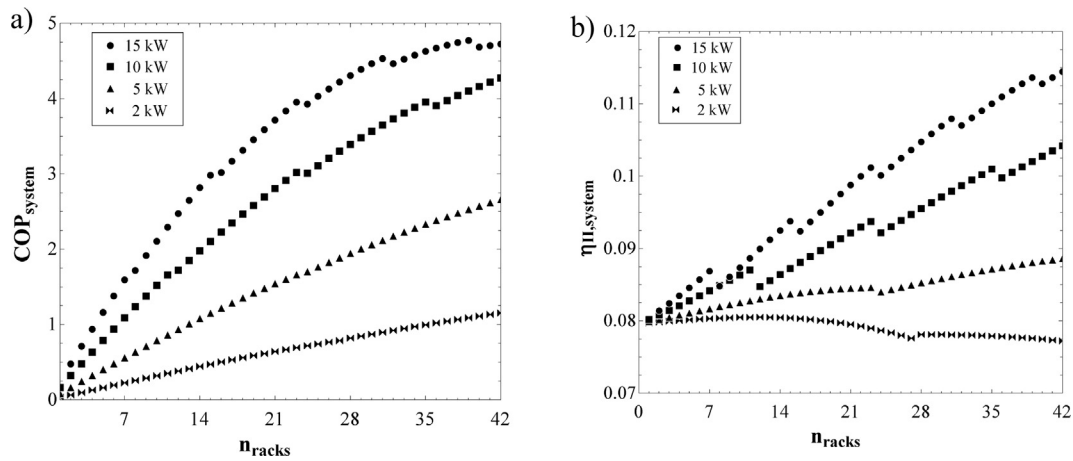 a)
5
4
3
2
1
0
COPsystem
15 kW
10 kW
5 kW
2 kW
7
14
21
28
35
42
nracks
b)
0.12
0.11
0.1
0.09
0.08
0.07
ηII,system
15 kW
10 kW
5 kW
2 kW
0
7
14
21
28
35
42
nracks